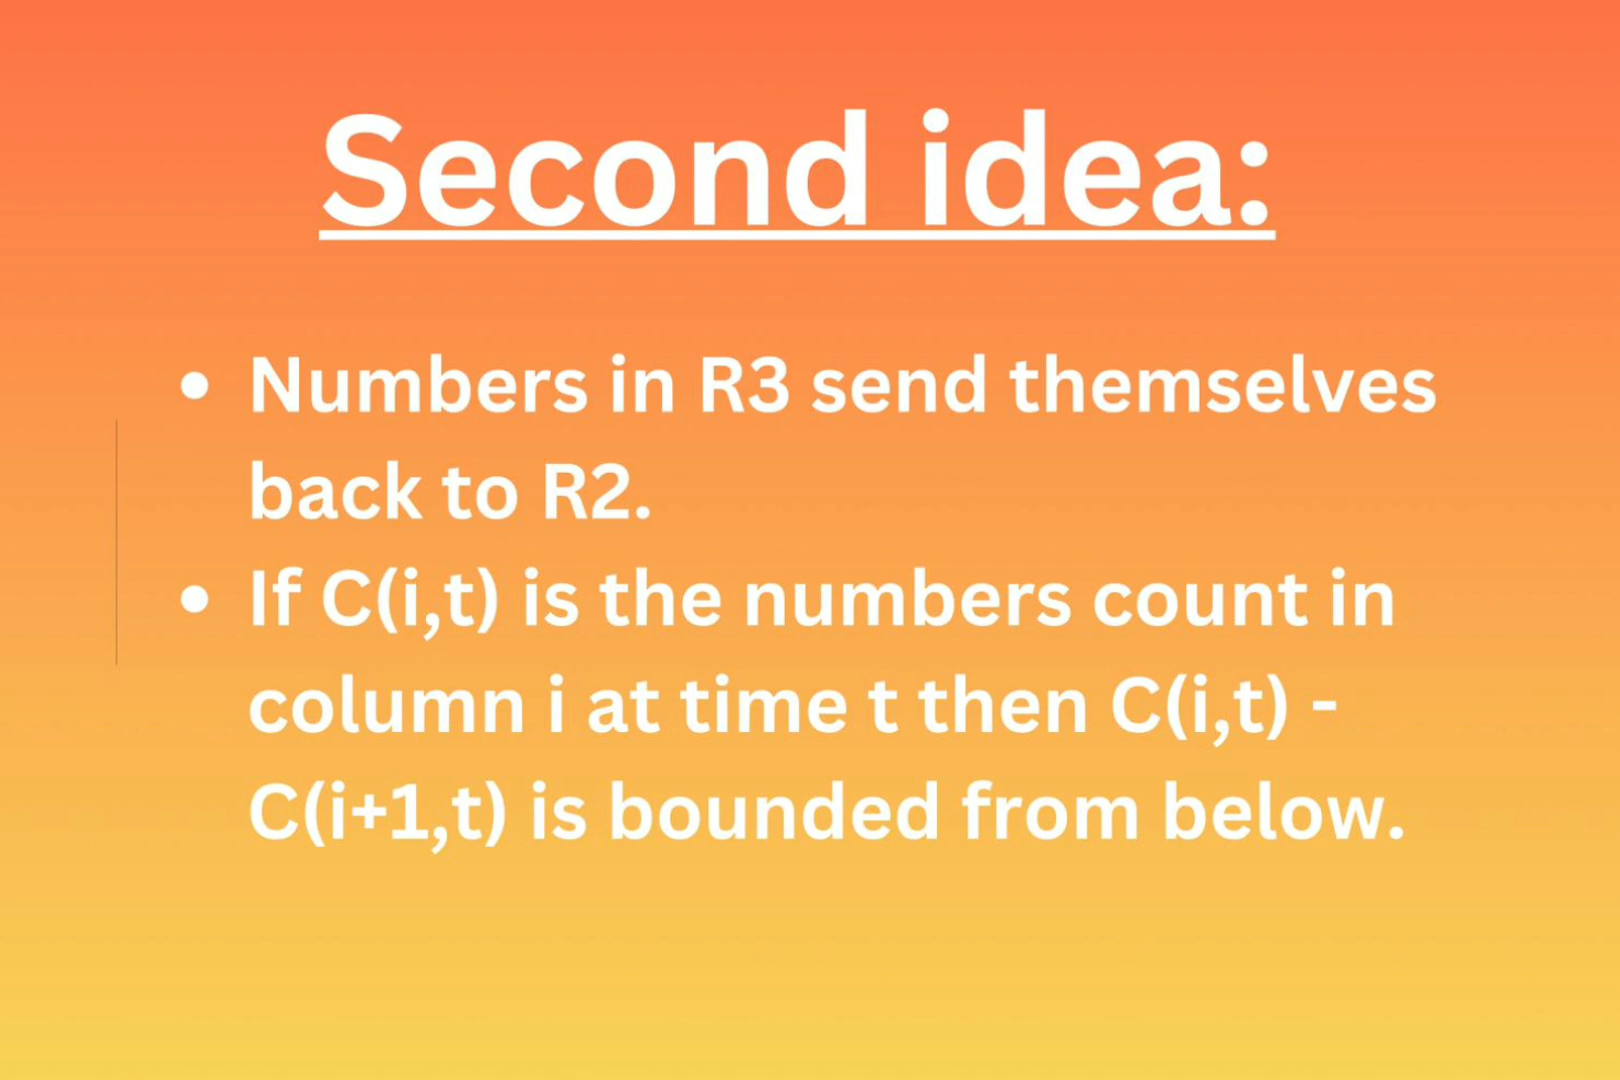 Second idea:
• Numbers in R3 send themselves
back to R2.
• If C(i,t) is the numbers count in
column i at time t then C(i,t) -
C(i+1,t) is bounded from below.